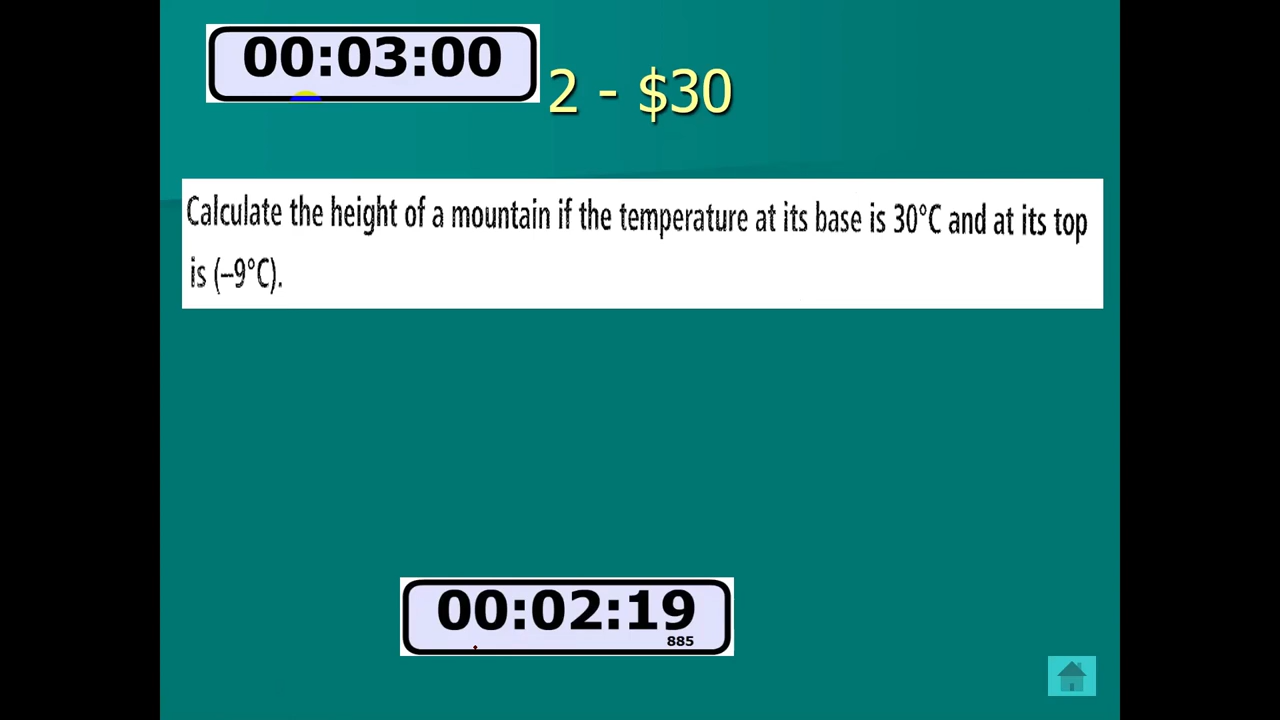 00:03:00
2 - $30
Calculate the height of a mountain if the temperature at its base is 30°C and at its top
is (–9°C).
00:02:19
885